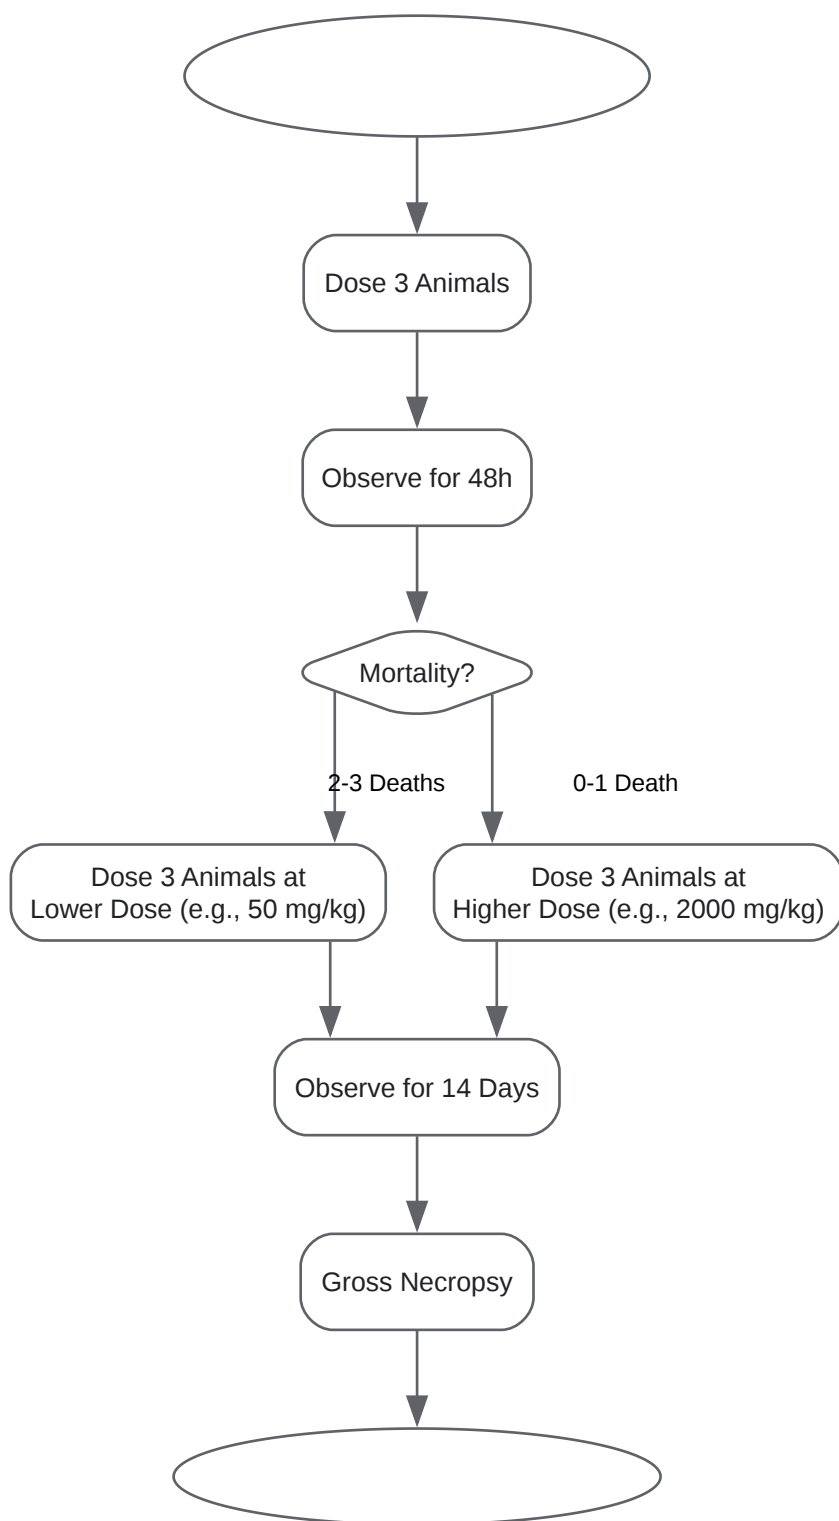 Dose 3 Animals
Observe for 48h
Mortality?
2-3 Deaths
0-1 Death
Dose 3 Animals at
Lower Dose (e.g., 50 mg/kg)
Dose 3 Animals at
Higher Dose (e.g., 2000 mg/kg)
Observe for 14 Days
Gross Necropsy